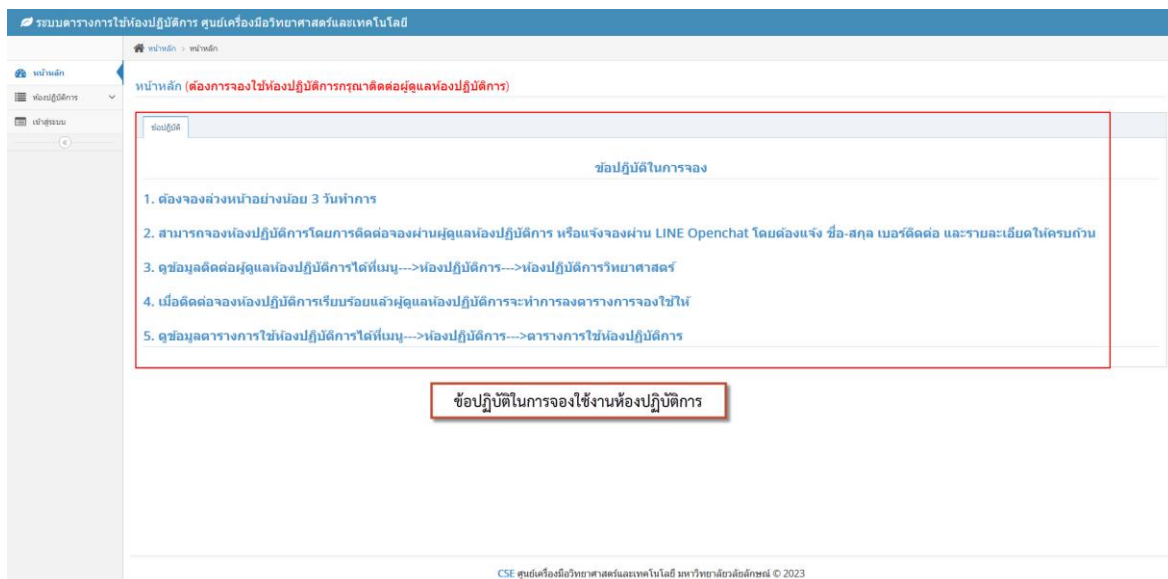 ระบบตารางการใช้ห้องปฏิบัติการ ศูนย์เครื่องมือวิทยาศาสตร์และเทคโนโลยี
หน้าหลัก > หน้าหลัก
หน้าหลัก
ห้องปฏิบัติการ
เข้าสู่ระบบ
หน้าหลัก (ต้องการจองใช้ห้องปฏิบัติการกรุณาติดต่อผู้ดูแลห้องปฏิบัติการ)
ข้อปฏิบัติ
ข้อปฏิบัติในการจอง
1. ต้องจองล่วงหน้าอย่างน้อย 3 วันทำการ
2. สามารถจองห้องปฏิบัติการโดยการติดต่อจองผ่านผู้ดูแลห้องปฏิบัติการ หรือแจ้งจองผ่าน LINE Openchat โดยต้องแจ้ง ชื่อ-สกุล เบอร์ติดต่อ และรายละเอียดให้ครบถ้วน
3. ดูข้อมูลติดต่อผู้ดูแลห้องปฏิบัติการได้ที่เมนู--->ห้องปฏิบัติการ--->ห้องปฏิบัติการวิทยาศาสตร์
4. เมื่อติดต่อจองห้องปฏิบัติการเรียบร้อยแล้วผู้ดูแลห้องปฏิบัติการจะทำการลงตารางการจองใช้ให้
5. ดูข้อมูลตารางการใช้ห้องปฏิบัติการได้ที่เมนู--->ห้องปฏิบัติการ--->ตารางการใช้ห้องปฏิบัติการ
ข้อปฏิบัติในการจองใช้งานห้องปฏิบัติการ
CSE ศูนย์เครื่องมือวิทยาศาสตร์และเทคโนโลยี มหาวิทยาลัยวลัยลักษณ์ © 2023